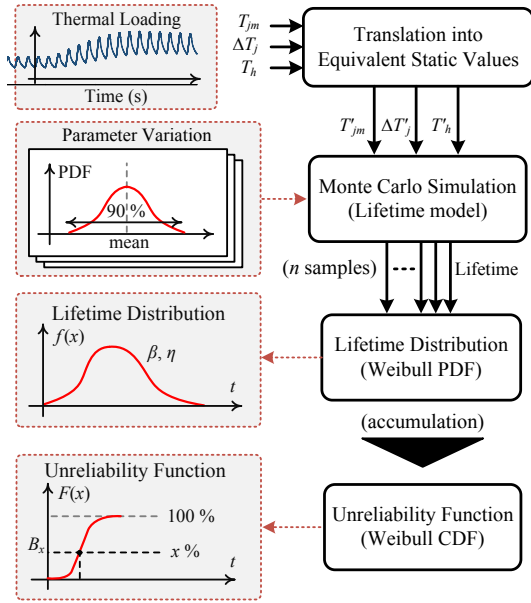 Thermal Loading
Time (s)
T_jm
ΔT_j
T_h
Translation into
Equivalent Static Values
T'_jm
ΔT'_j
T'_h
Parameter Variation
PDF
90 %
mean
Monte Carlo Simulation
(Lifetime model)
(n samples)
Lifetime
Lifetime Distribution
f(x)
β, η
t
Lifetime Distribution
(Weibull PDF)
(accumulation)
Unreliability Function
F(x)
100 %
B_x
x %
t
Unreliability Function
(Weibull CDF)